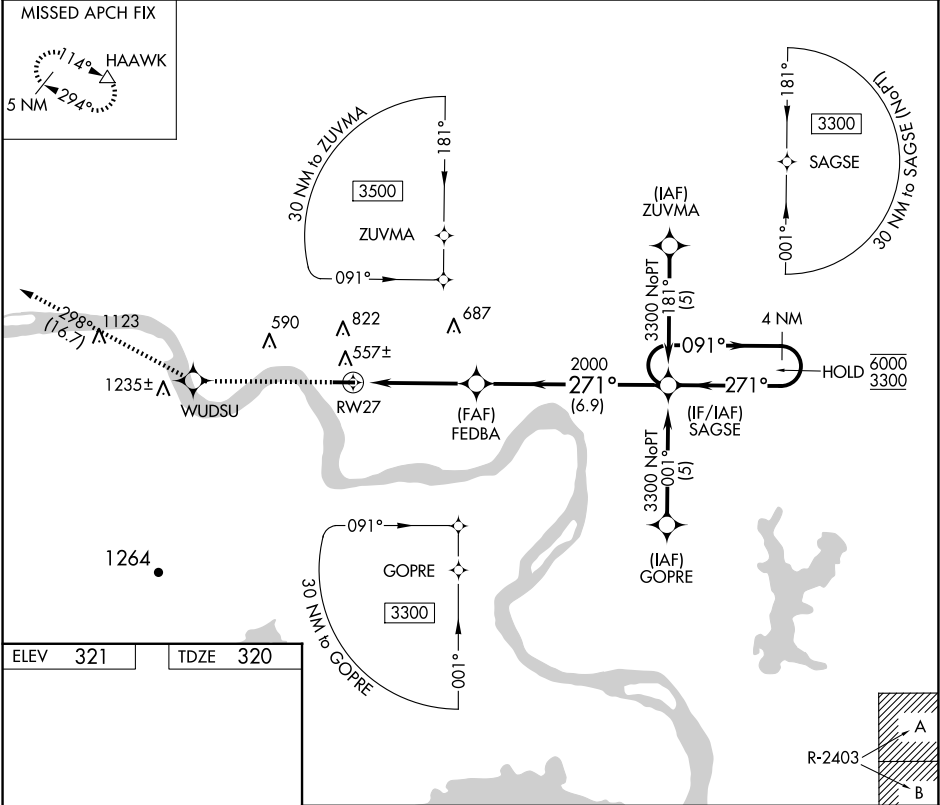 MISSED APCH FIX
114°
HAAWK
5 NM
294°
30 NM to ZUVMA
181°
3500
ZUVMA
091°
181°
3300
SAGSE
001°
30 NM to SAGSE (NoPT)
(IAF)
ZUVMA
3300 NoPT
181°
(5)
4 NM
091°
HOLD
6000
3300
271°
(IF/IAF)
SAGSE
298°
(16.7)
1123
590
822
687
557±
1235±
WUDSU
RW27
(FAF)
FEDBA
2000
271°
(6.9)
3300 NoPT
001°
(5)
(IAF)
GOPRE
091°
GOPRE
3300
001°
30 NM to GOPRE
1264
ELEV 321
TDZE 320
R-2403
A
B